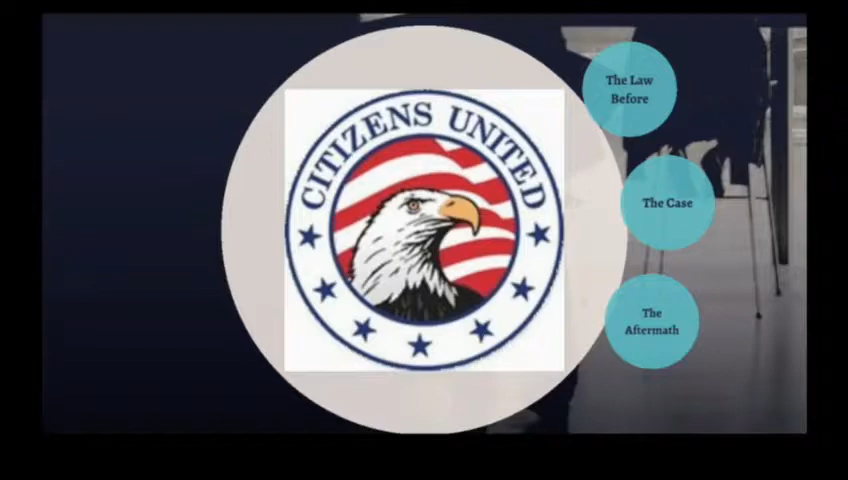 CITIZENS UNITED
The Law
Before
The Case
The
Aftermath